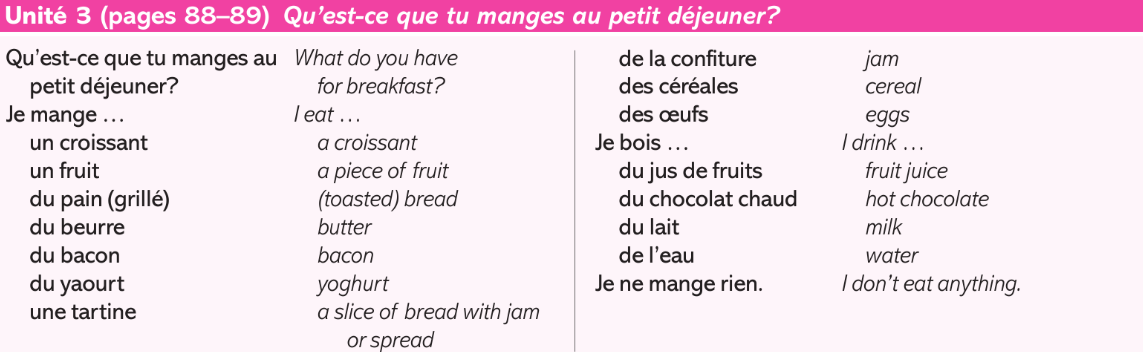 Unité 3 (pages 88–89) Qu’est-ce que tu manges au petit déjeuner?
Qu’est-ce que tu manges au What do you have
petit déjeuner? for breakfast?
Je mange … I eat …
un croissant a croissant
un fruit a piece of fruit
du pain (grillé) (toasted) bread
du beurre butter
du bacon bacon
du yaourt yoghurt
une tartine a slice of bread with jam
or spread
de la confiture jam
des céréales cereal
des œufs eggs
Je bois … I drink …
du jus de fruits fruit juice
du chocolat chaud hot chocolate
du lait milk
de l’eau water
Je ne mange rien. I don’t eat anything.